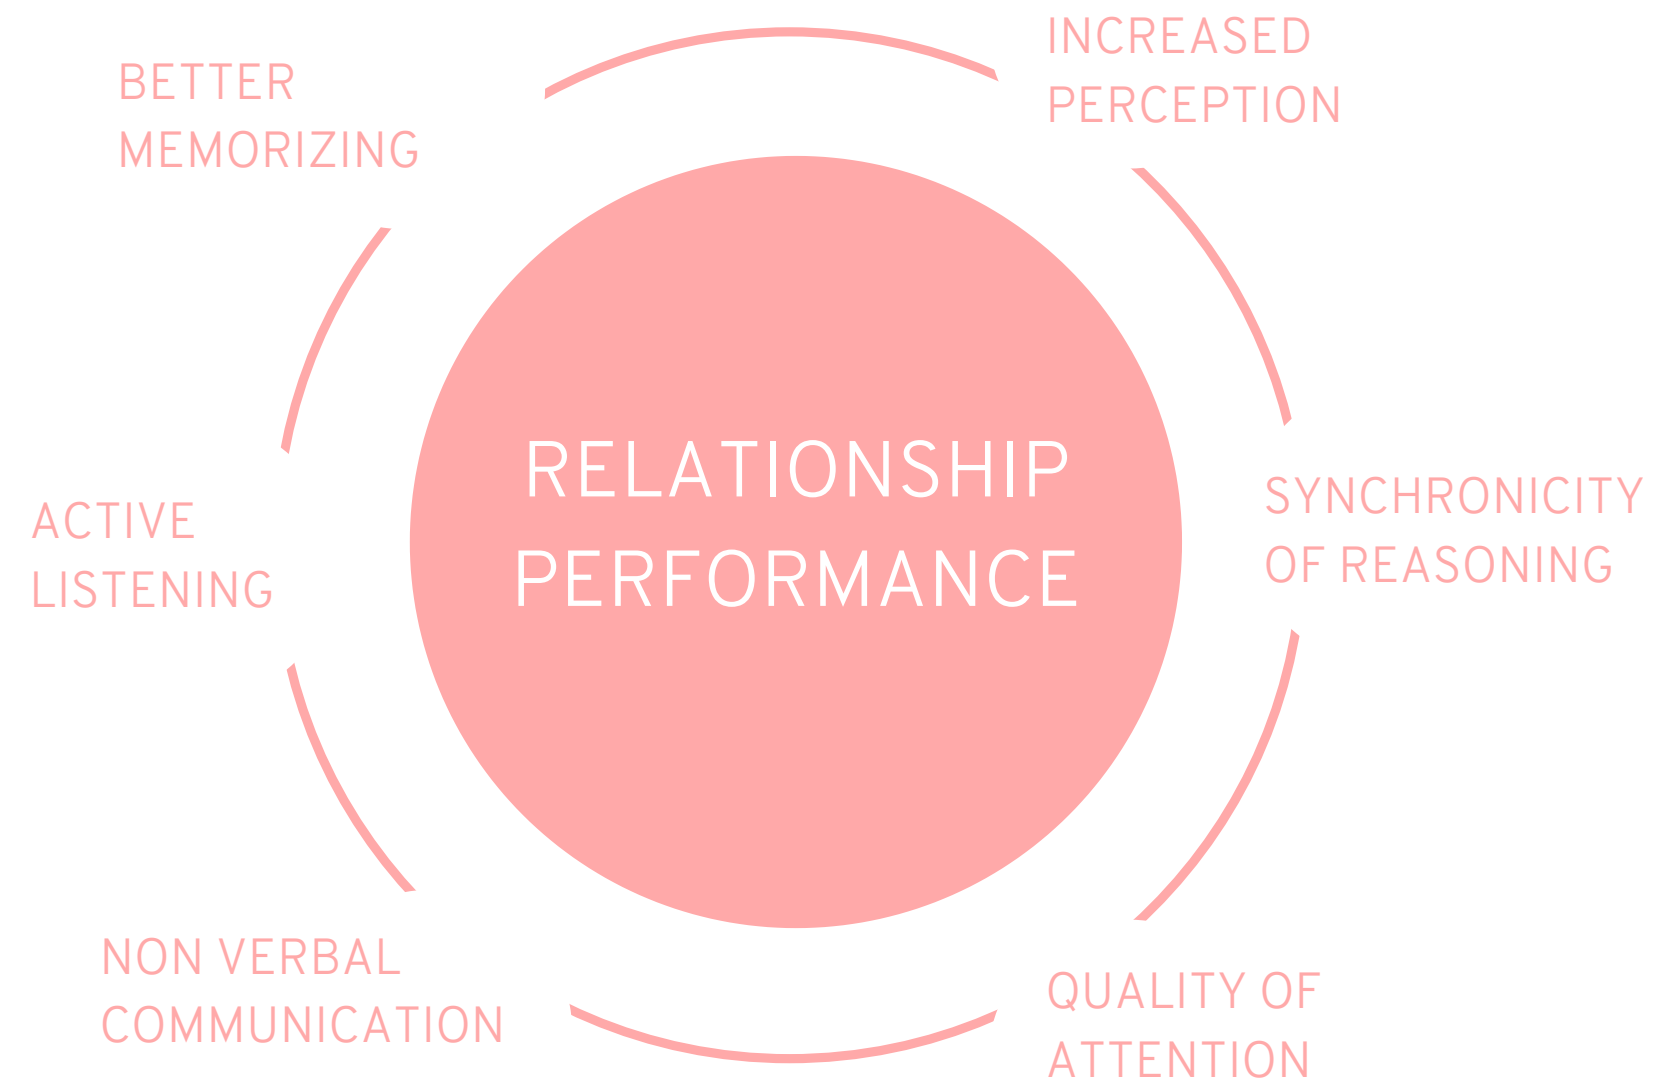 BETTER
MEMORIZING
INCREASED
PERCEPTION
RELATIONSHIP
PERFORMANCE
ACTIVE
LISTENING
SYNCHRONICITY
OF REASONING
NON VERBAL
COMMUNICATION
QUALITY OF
ATTENTION